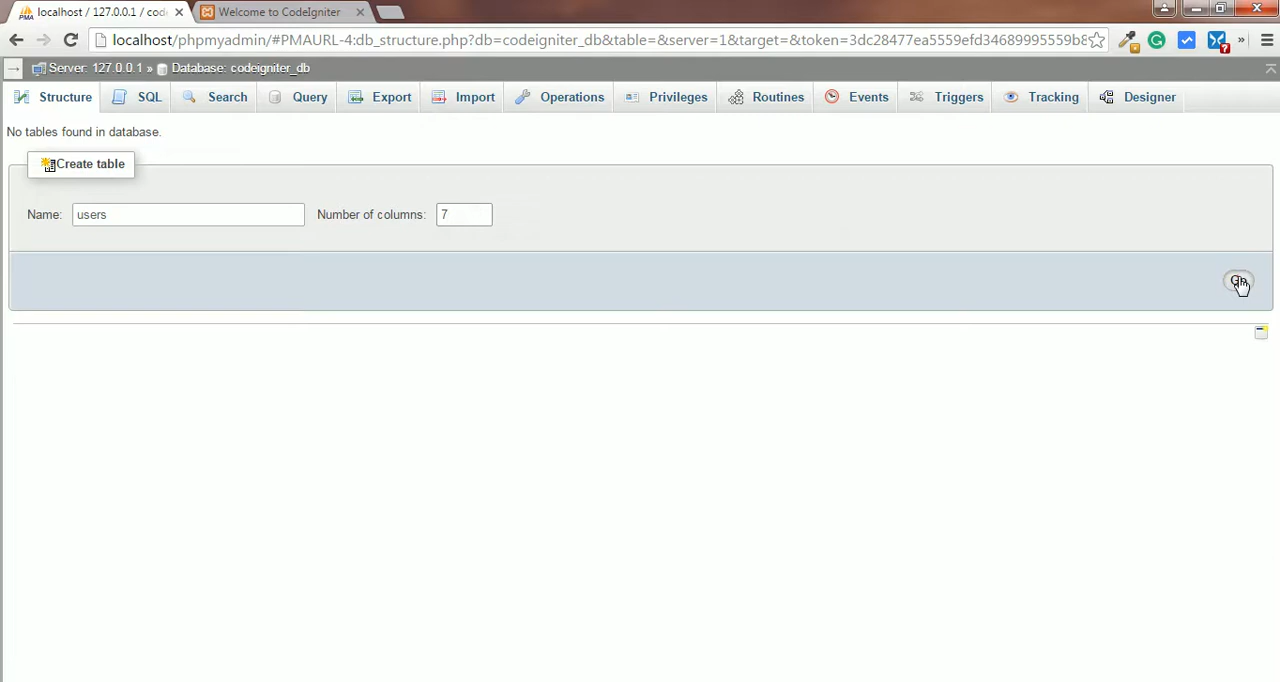 localhost / 127.0.0.1 / cod
Welcome to CodeIgniter
localhost/phpmyadmin/#PMAURL-4:db_structure.php?db=codeigniter_db&table=&server=1&target=&token=3dc28477ea5559efd34689995559b8
Server: 127.0.0.1 » Database: codeigniter_db
Structure SQL Search Query Export Import Operations Privileges Routines Events Triggers Tracking Designer
No tables found in database.
Create table
Name: users Number of columns: 7
Go